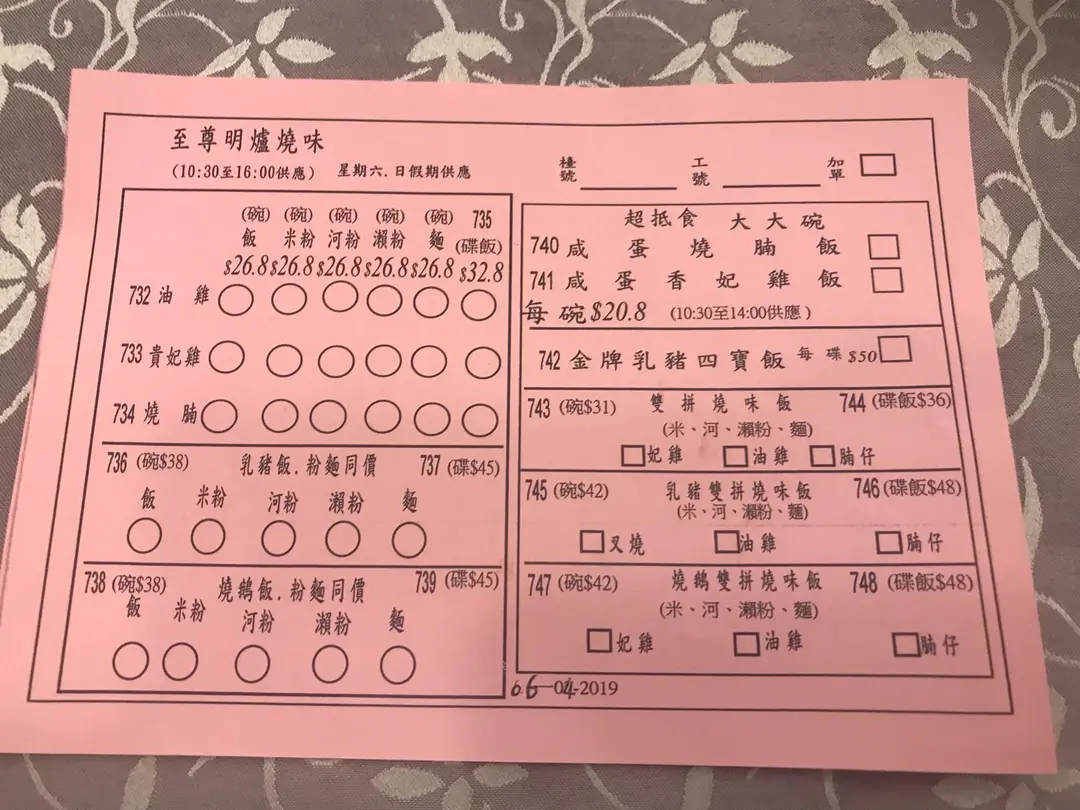 至尊明爐燒味
(10:30至16:00供應) 星期六.日假期供應
檯號 工號 加單
(碗) (碗) (碗) (碗) (碗) 735
飯 米粉 河粉 瀨粉 麵 (碟飯)
$26.8 $26.8 $26.8 $26.8 $26.8 $32.8
732 油 雞
733 貴妃雞
734 燒 腩
736 (碗$38) 乳豬飯.粉麵同價 737 (碟$45)
飯 米粉 河粉 瀨粉 麵
738 (碗$38) 燒鵝飯.粉麵同價 739 (碟$45)
飯 米粉 河粉 瀨粉 麵
超抵食 大大碗
740 咸蛋燒腩飯
741 咸蛋香妃雞飯
每碗$20.8 (10:30至14:00供應)
742 金牌乳豬四寶飯 每碟 $50
743 (碗$31) 雙拼燒味飯 744 (碟飯$36)
(米、河、瀨粉、麵)
妃雞 油雞 腩仔
745 (碗$42) 乳豬雙拼燒味飯 746 (碟飯$48)
(米、河、瀨粉、麵)
叉燒 油雞 腩仔
747 (碗$42) 燒鵝雙拼燒味飯 748 (碟飯$48)
(米、河、瀨粉、麵)
妃雞 油雞 腩仔
-2019